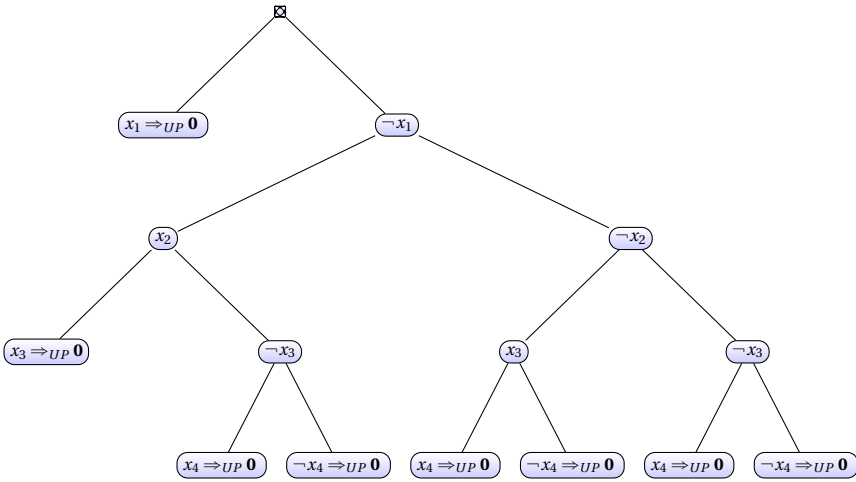 x₁ ⇒UP 0
¬x₁
x₂
¬x₂
x₃ ⇒UP 0
¬x₃
x₃
¬x₃
x₄ ⇒UP 0
¬x₄ ⇒UP 0
x₄ ⇒UP 0
¬x₄ ⇒UP 0
x₄ ⇒UP 0
¬x₄ ⇒UP 0